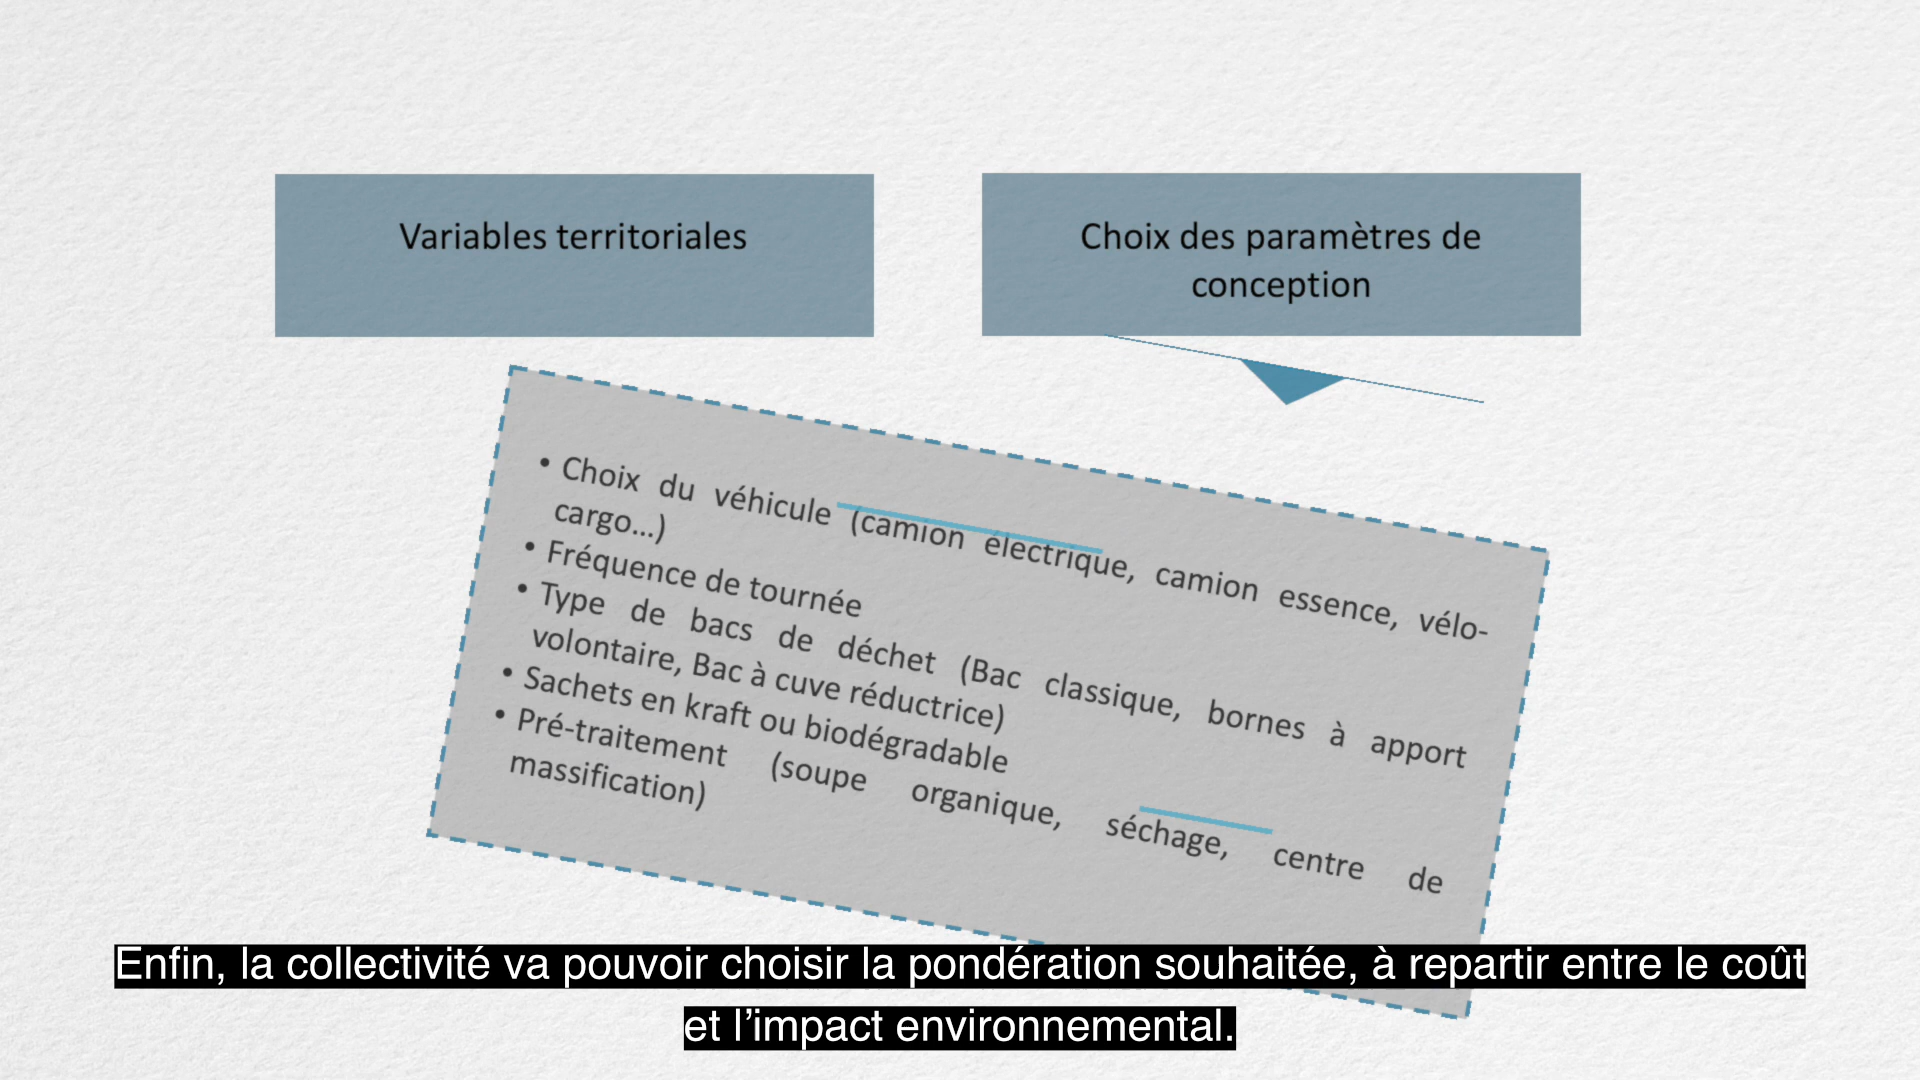 Variables territoriales
Choix des paramètres de
conception
• Choix du véhicule (camion électrique, camion essence, vélo-
cargo...)
• Fréquence de tournée
• Type de bacs de déchet (Bac classique, bornes à apport
volontaire, Bac à cuve réductrice)
• Sachets en kraft ou biodégradable
• Pré-traitement (soupe organique, séchage, centre de
massification)
Enfin, la collectivité va pouvoir choisir la pondération souhaitée, à repartir entre le coût
et l’impact environnemental.